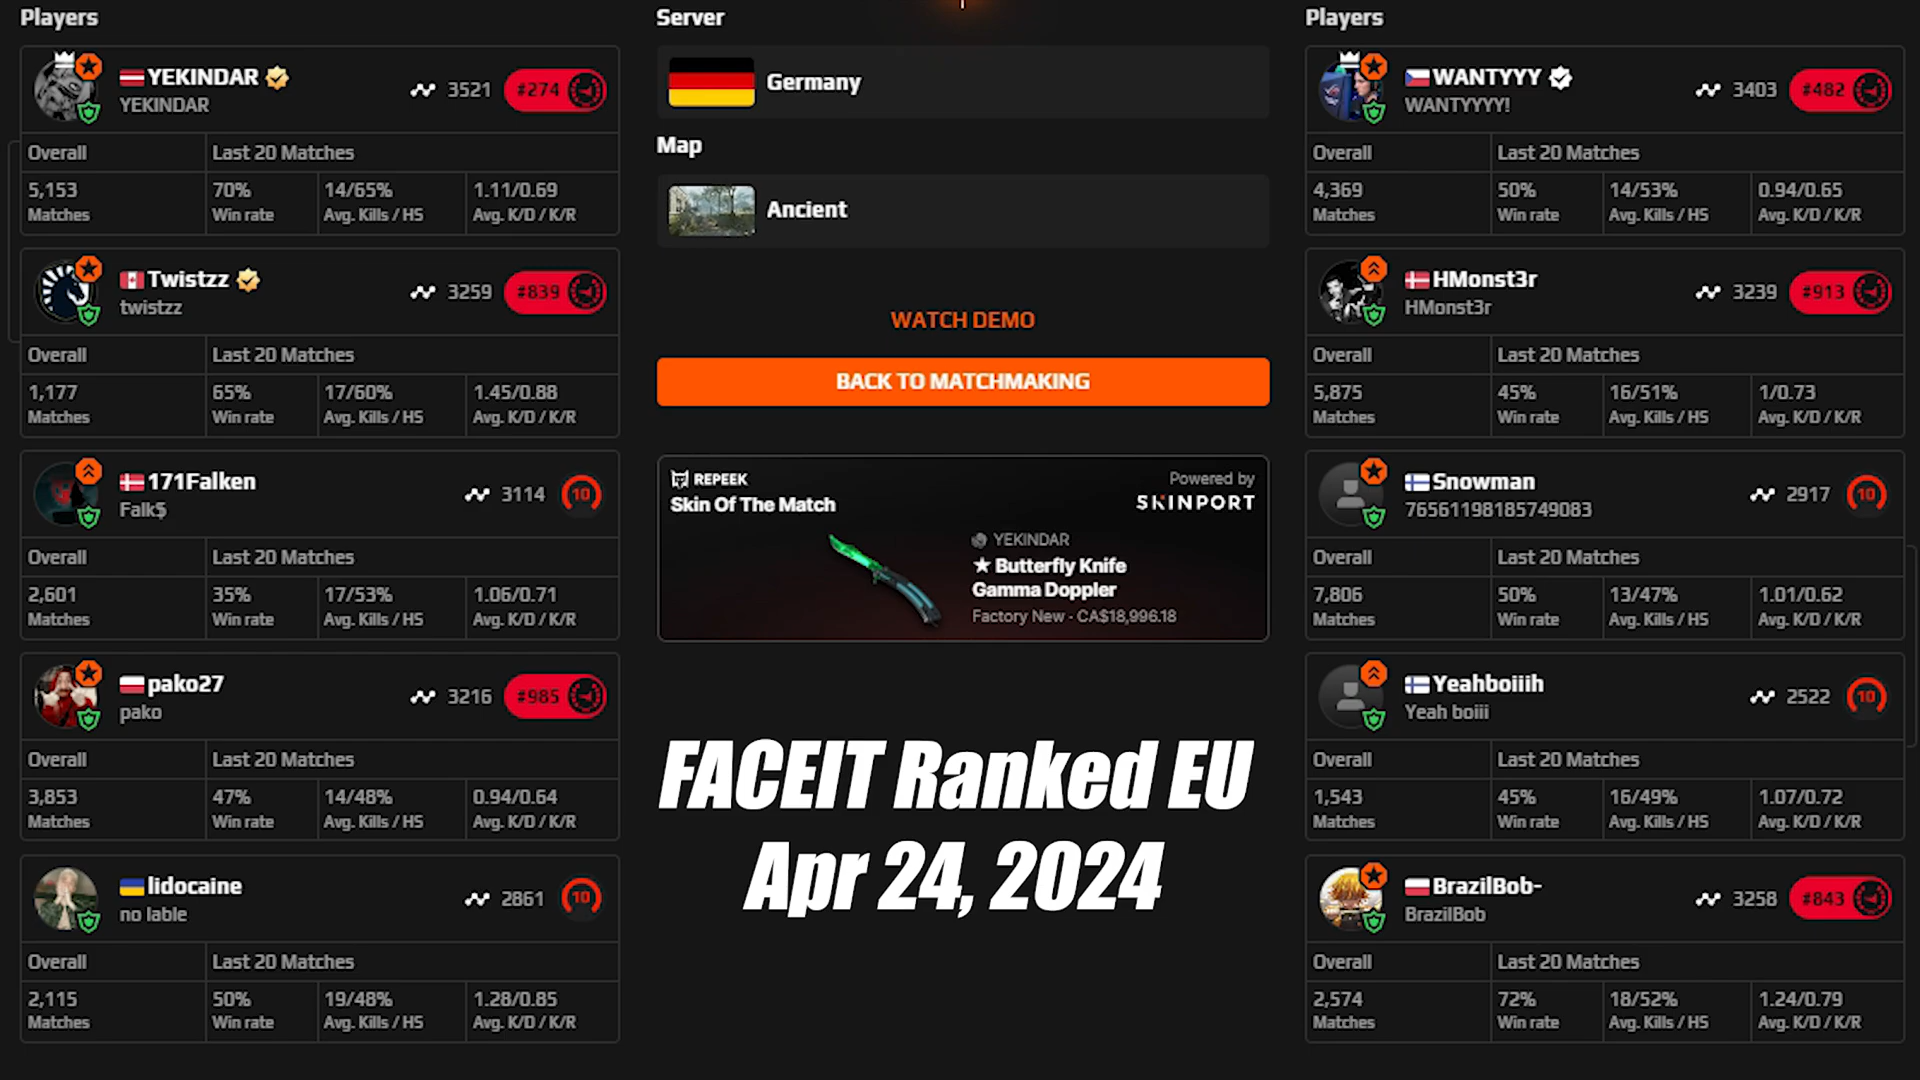 Players
YEKINDAR
YEKINDAR
3521
#274
Overall
Last 20 Matches
5,153
Matches
70%
Win rate
14/65%
Avg. Kills / HS
1.11/0.69
Avg. K/D / K/R
Twistzz
twistzz
3259
#839
Overall
Last 20 Matches
1,177
Matches
65%
Win rate
17/60%
Avg. Kills / HS
1.45/0.88
Avg. K/D / K/R
171Falken
Falk$
3114
10
Overall
Last 20 Matches
2,601
Matches
35%
Win rate
17/53%
Avg. Kills / HS
1.06/0.71
Avg. K/D / K/R
pako27
pako
3216
#985
Overall
Last 20 Matches
3,853
Matches
47%
Win rate
14/48%
Avg. Kills / HS
0.94/0.64
Avg. K/D / K/R
lidocaine
no lable
2861
10
Overall
Last 20 Matches
2,115
Matches
50%
Win rate
19/48%
Avg. Kills / HS
1.28/0.85
Avg. K/D / K/R
Server
Germany
Map
Ancient
WATCH DEMO
BACK TO MATCHMAKING
REPEEK
Skin Of The Match
Powered by
SKINPORT
YEKINDAR
★ Butterfly Knife
Gamma Doppler
Factory New - CA$18,996.18
FACEIT Ranked EU
Apr 24, 2024
Players
WANTYYY
WANTYYYY!
3403
#482
Overall
Last 20 Matches
4,369
Matches
50%
Win rate
14/53%
Avg. Kills / HS
0.94/0.65
Avg. K/D / K/R
HMonst3r
HMonst3r
3239
#913
Overall
Last 20 Matches
5,875
Matches
45%
Win rate
16/51%
Avg. Kills / HS
1/0.73
Avg. K/D / K/R
Snowman
76561198185749083
2917
10
Overall
Last 20 Matches
7,806
Matches
50%
Win rate
13/47%
Avg. Kills / HS
1.01/0.62
Avg. K/D / K/R
Yeahboiiih
Yeah boiii
2522
10
Overall
Last 20 Matches
1,543
Matches
45%
Win rate
16/49%
Avg. Kills / HS
1.07/0.72
Avg. K/D / K/R
BrazilBob-
BrazilBob
3258
#843
Overall
Last 20 Matches
2,574
Matches
72%
Win rate
18/52%
Avg. Kills / HS
1.24/0.79
Avg. K/D / K/R